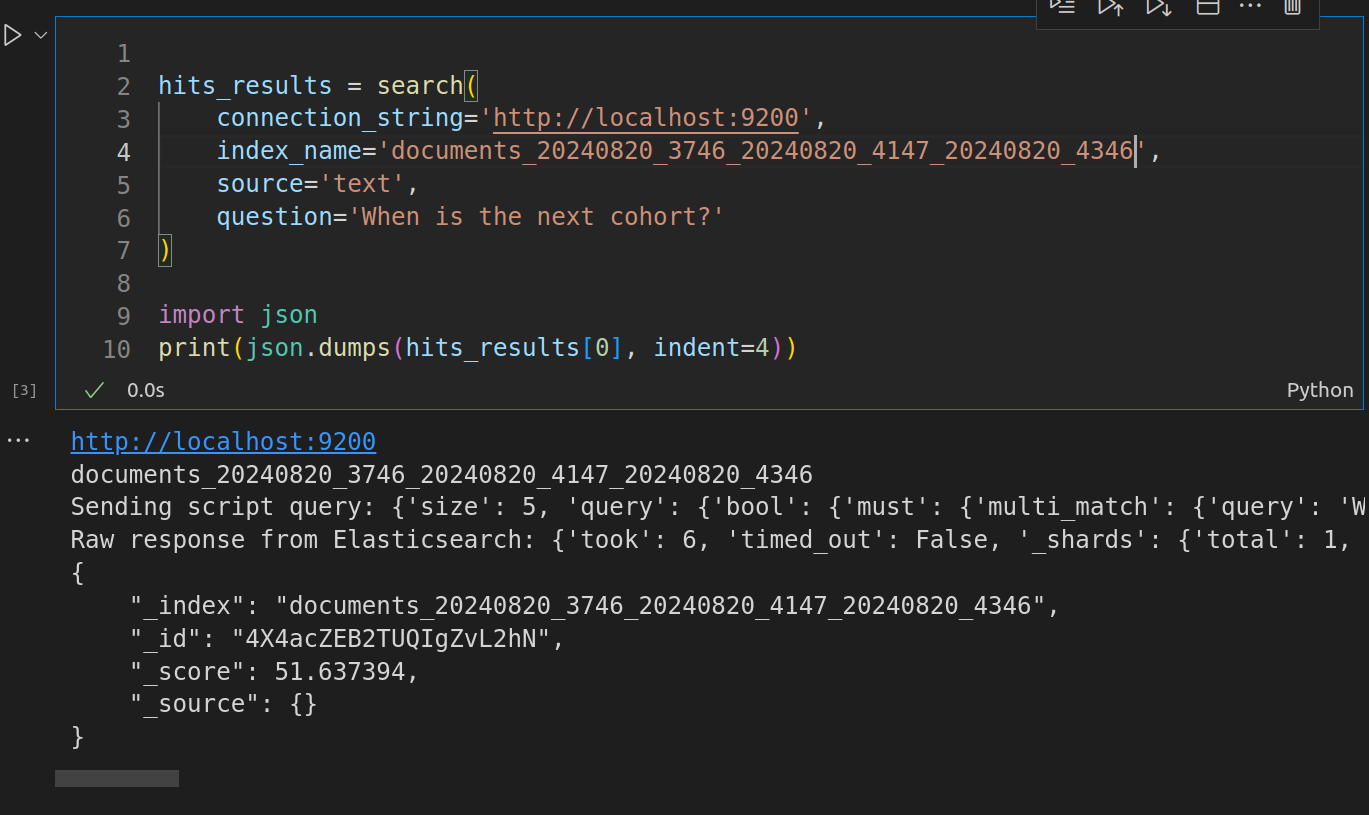 1
2 hits_results = search(
3     connection_string='http://localhost:9200',
4     index_name='documents_20240820_3746_20240820_4147_20240820_4346',
5     source='text',
6     question='When is the next cohort?'
7 )
8
9 import json
10 print(json.dumps(hits_results[0], indent=4))
[3] 0.0s Python
http://localhost:9200
documents_20240820_3746_20240820_4147_20240820_4346
Sending script query: {'size': 5, 'query': {'bool': {'must': {'multi_match': {'query': 'W
Raw response from Elasticsearch: {'took': 6, 'timed_out': False, '_shards': {'total': 1,
{
    "_index": "documents_20240820_3746_20240820_4147_20240820_4346",
    "_id": "4X4acZEB2TUQIgZvL2hN",
    "_score": 51.637394,
    "_source": {}
}